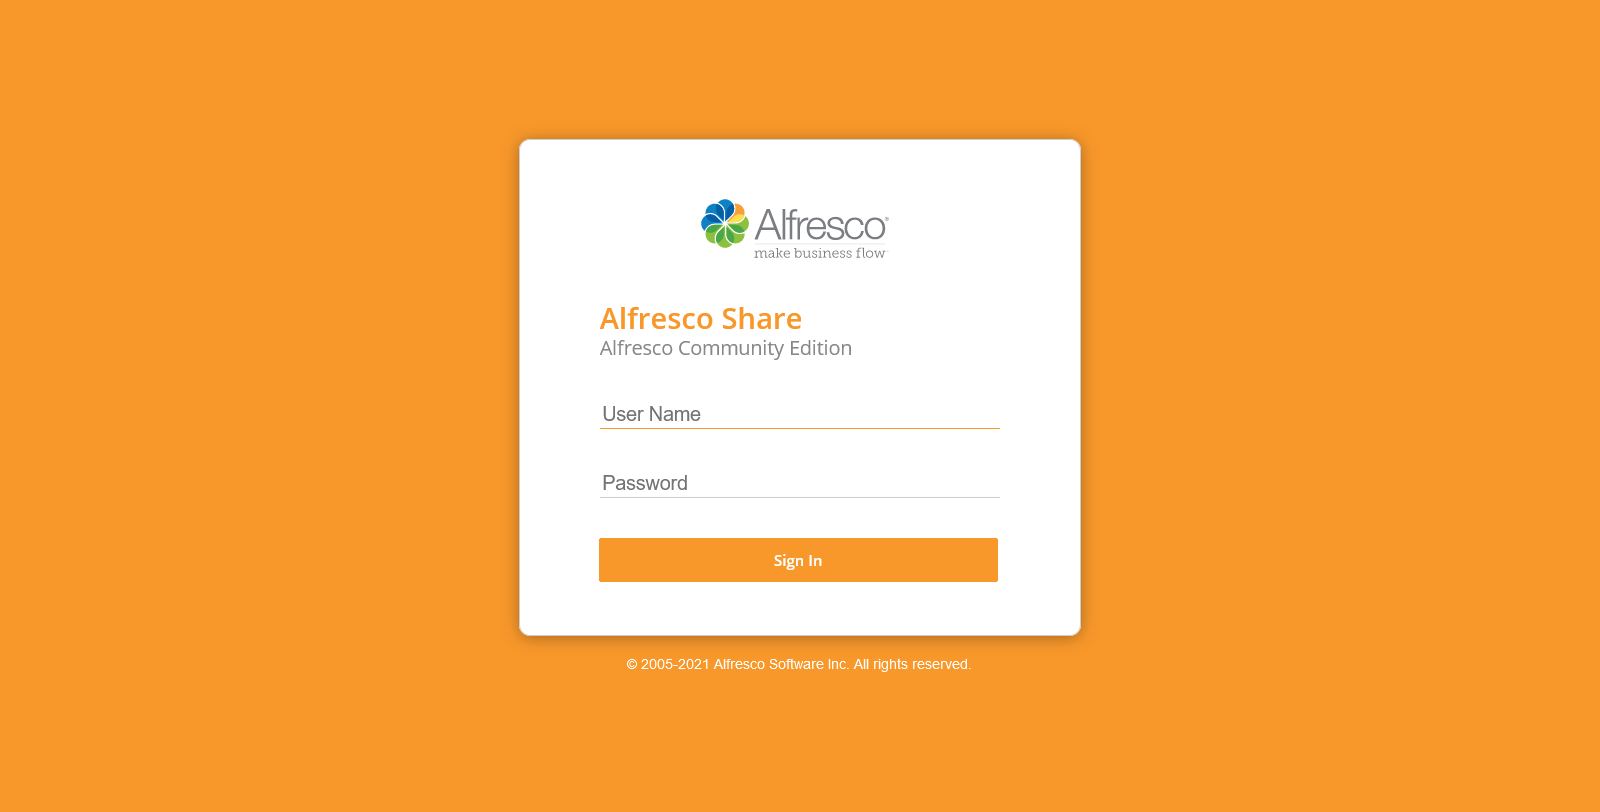 Alfresco®
make business flow
Alfresco Share
Alfresco Community Edition
User Name
Password
Sign In
© 2005-2021 Alfresco Software Inc. All rights reserved.